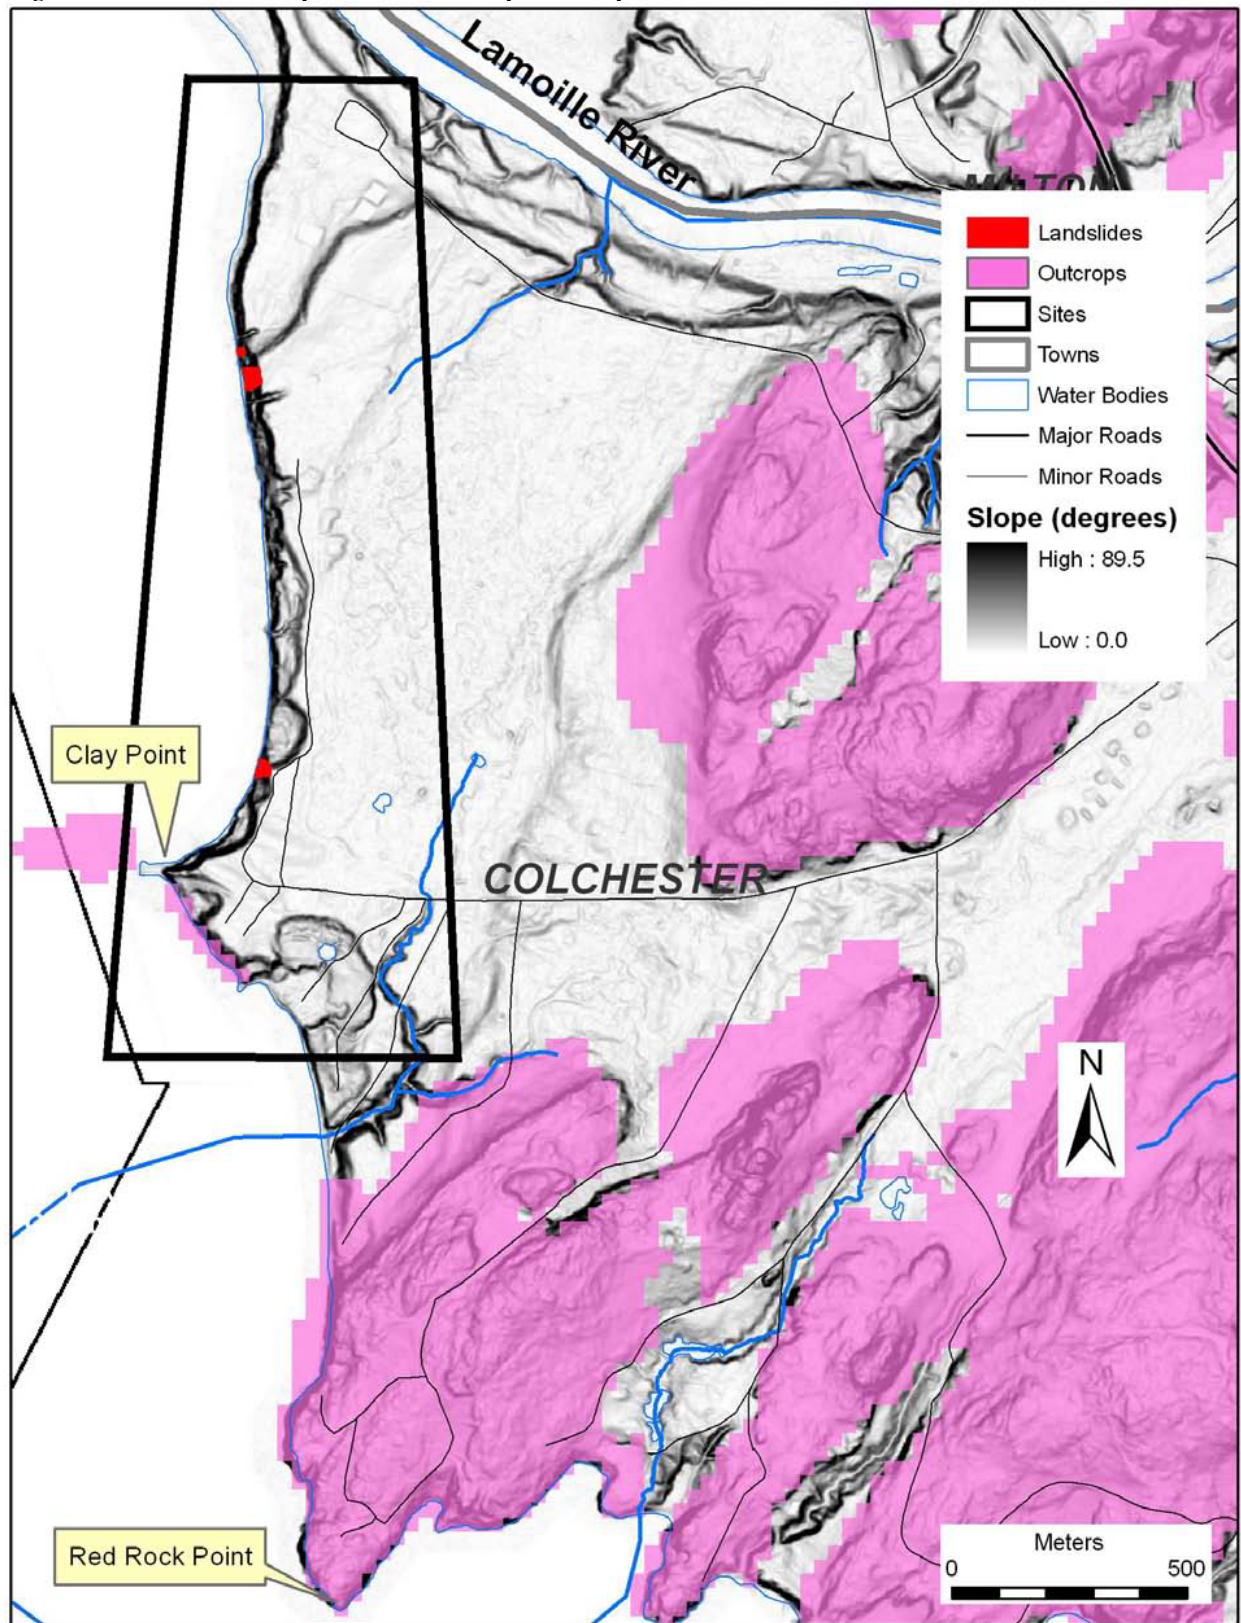 Lamoille River
Landslides
Outcrops
Sites
Towns
Water Bodies
Major Roads
Minor Roads
Slope (degrees)
High : 89.5
Low : 0.0
Clay Point
COLCHESTER
N
Red Rock Point
Meters
0 500